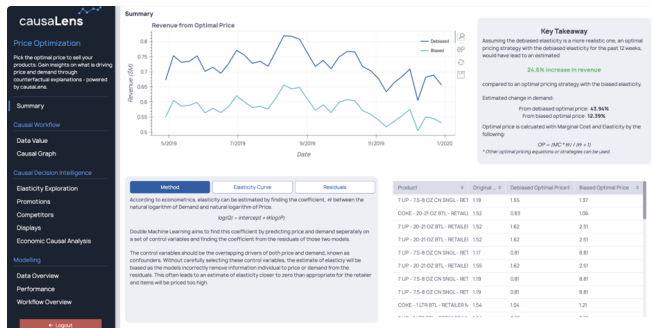 causaLens
Price Optimization
Pick the optimal price to sell your
products. Gain insights on what is driving
price and demand through
counterfactual explanations - powered
by causaLens.
Summary
Causal Workflow
Data Value
Causal Graph
Causal Decision Intelligence
Elasticity Exploration
Promotions
Competitors
Displays
Economic Causal Analysis
Modelling
Data Overview
Performance
Workflow Overview
← Logout
Summary
Revenue from Optimal Price
Debiased
Biased
Revenue ($M)
0.8
0.75
0.7
0.65
0.6
0.55
0.5
5/2019 7/2019 9/2019 11/2019 1/2020
Date
Key Takeaway
Assuming the debiased elasticity is a more realistic one, an optimal
pricing strategy with the debiased elasticity for the past 12 weeks,
would have lead to an estimated
24.6% increase in revenue
compared to an optimal pricing strategy with the biased elasticity.
Estimated change in demand:
From debiased optimal price: 43.94%
From biased optimal price: 12.39%
Optimal price is calcuated with Marginal Cost and Elasticity by the
following:
OP = (MC * θ) / (θ + 1)
* Other optimal pricing equations or strategies can be used
Method Elasticity Curve Residuals
According to econometrics, elasticity can be estimated by finding the coefficient, θ between the
natural logarithm of Demand and natural logarithm of Price.
log(Q) = intercept + θlog(P)
Double Machine Learning aims to find this coefficient by predicting price and demand seperately on
a set of control variables and finding the coefficient from the residuals of those two models.
The control variables should be the overlapping drivers of both price and demand, known as
confounders. Without carefully selecting these control variables, the estimate of elasticity will be
biased as the models incorrectly remove information individual to price or demand from the
residuals. This often leads to an estimate of elasticity closer to zero than appropriate for the retailer
and items will be priced too high.
Product Original... Debiased Optimal Price Biased Optimal Price
7 UP - 7.5-8 OZ CN SNGL - RET 1.19 1.55 1.37
COKE - 20-21 OZ BTL - RETAILI 1.52 0.83 1.06
7 UP - 20-21 OZ BTL - RETAILEI 1.52 1.62 2.51
7 UP - 20-21 OZ BTL - RETAILEI 1.52 1.62 2.51
7 UP - 7.5-8 OZ CN SNGL - RET 1.17 0.81 8.81
7 UP - 20-21 OZ BTL - RETAILEI 1.55 1.62 2.51
7 UP - 7.5-8 OZ CN SNGL - RET 1.19 0.81 8.81
7 UP - 7.5-8 OZ CN SNGL - RET 1.19 0.81 8.81
COKE - 1 LTR BTL - RETAILER 1.54 1.04 1.21